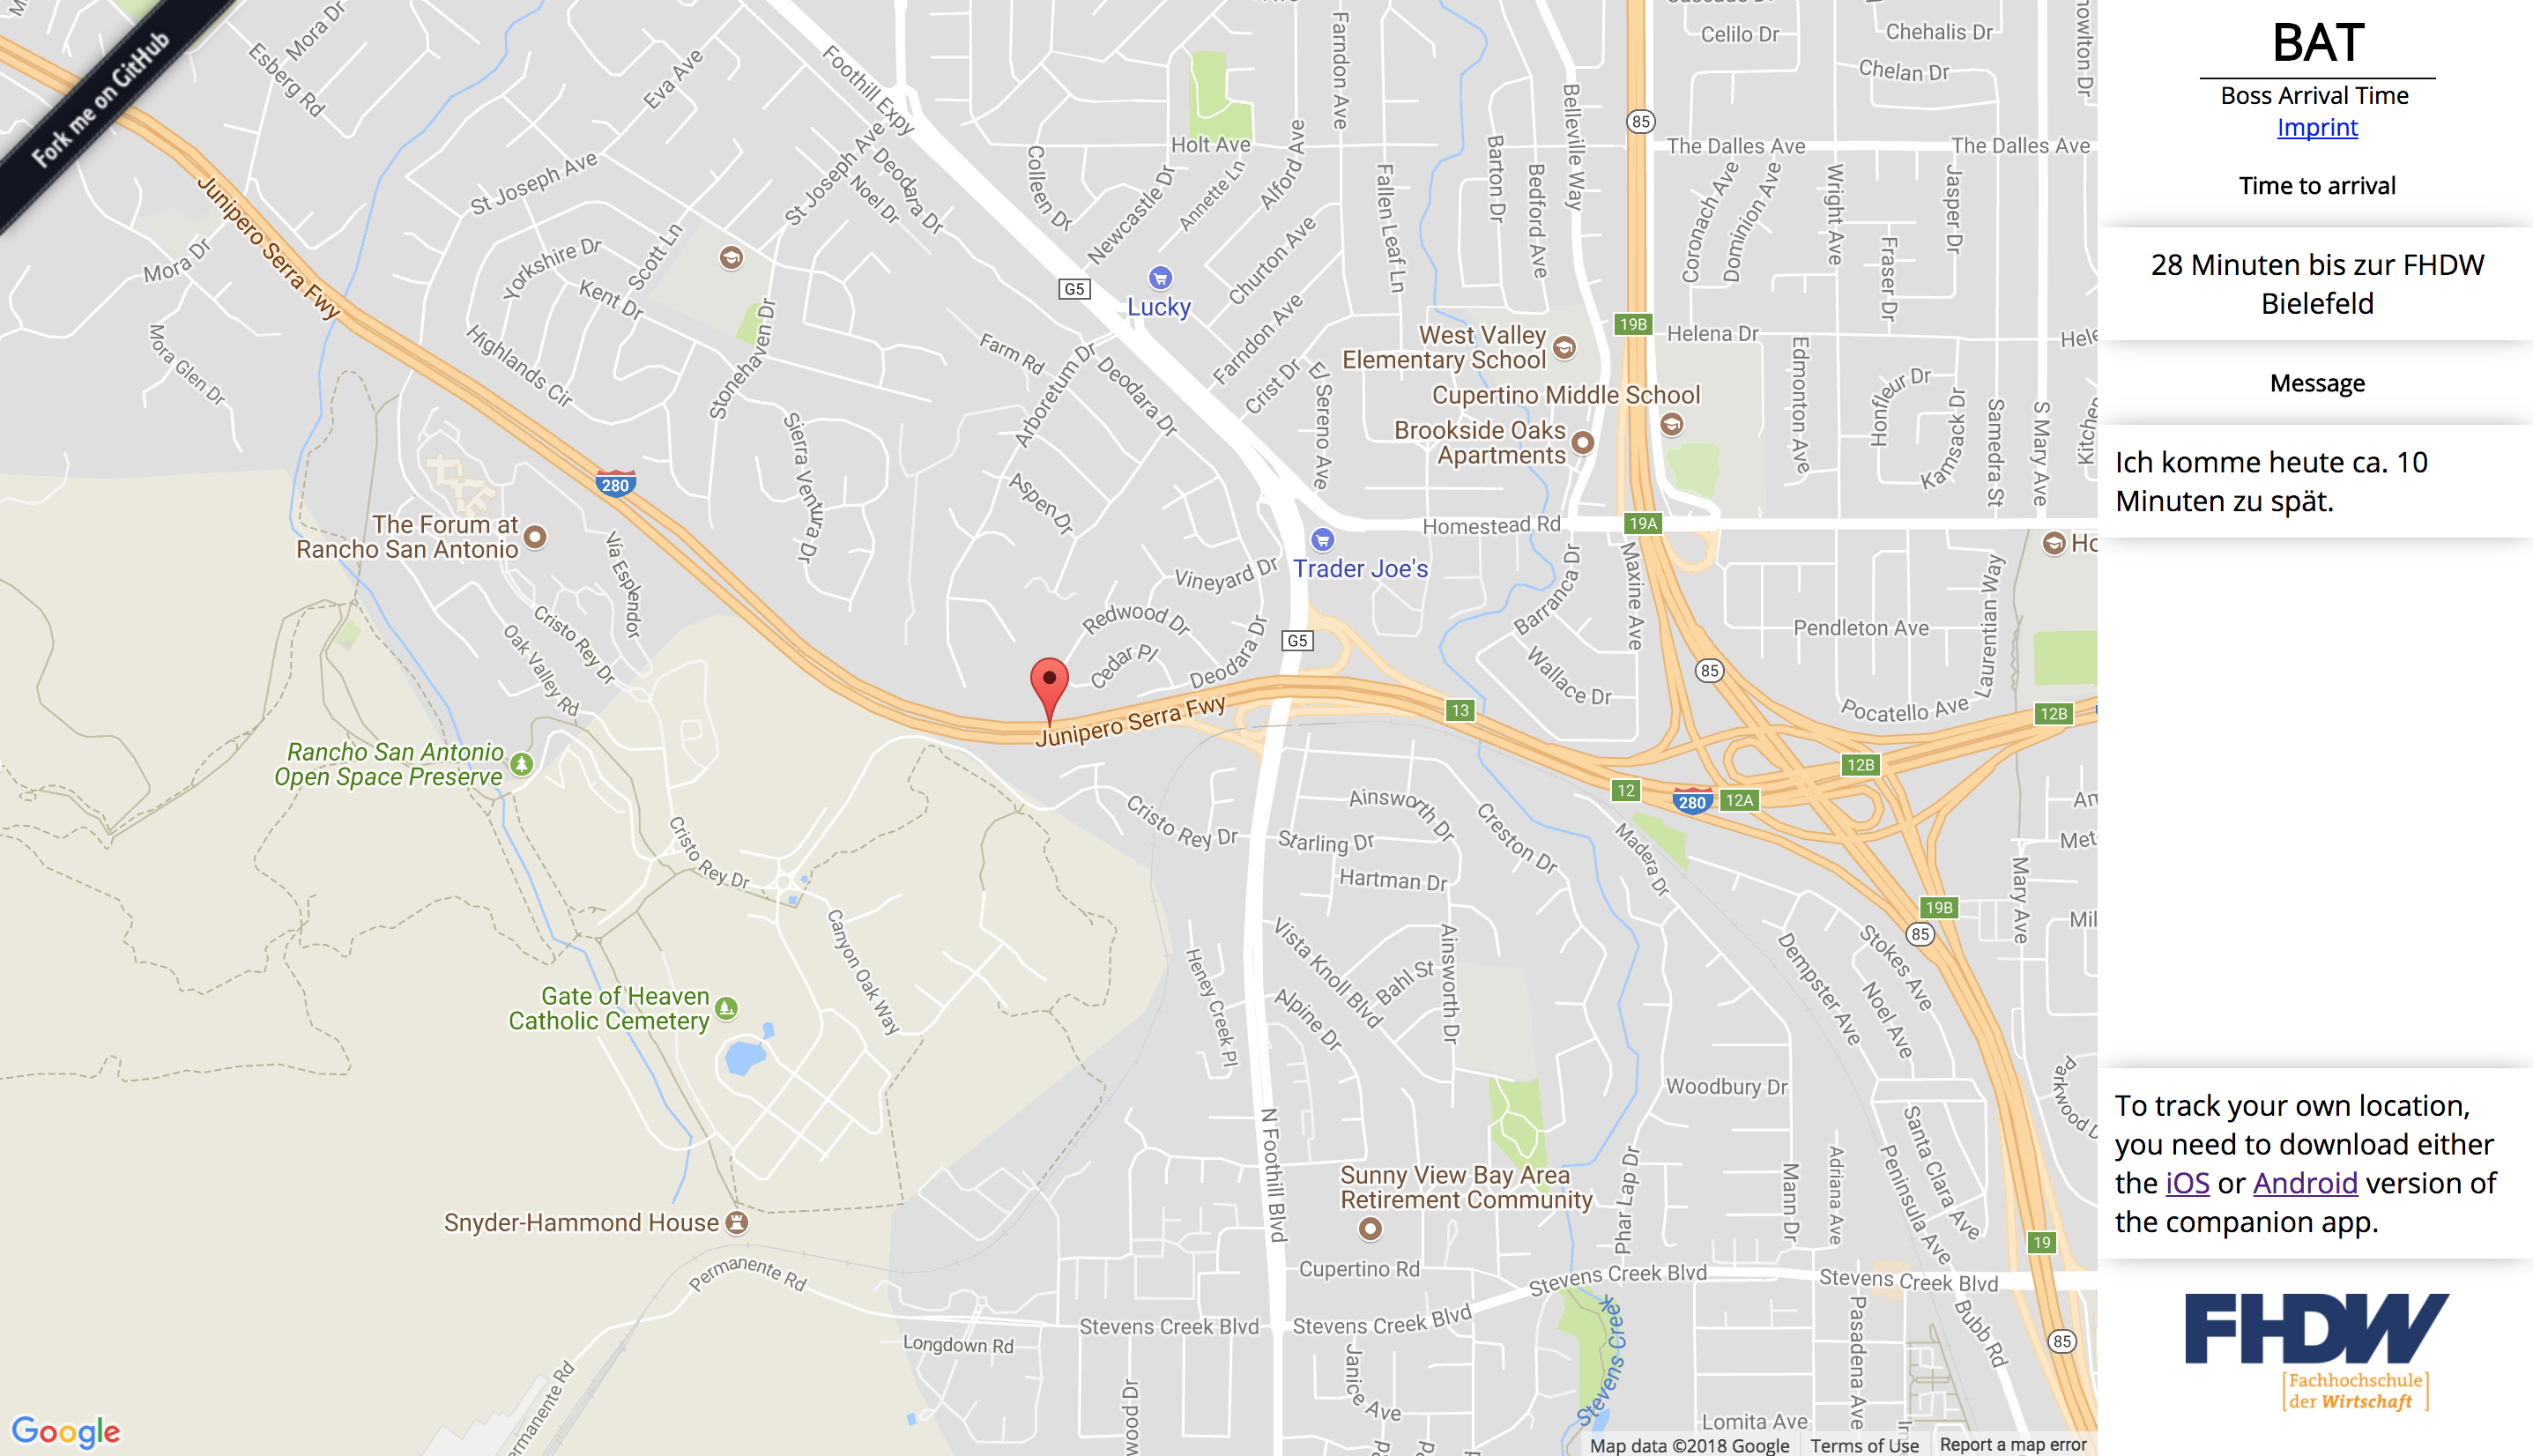 Fork me on GitHub
Mora Dr
Esberg Rd
Eva Ave
Foothill Expy
Farndon Ave
Belleville Way
85
Celilo Dr
Chehalis Dr
Chelan Dr
Holt Ave
The Dalles Ave
The Dalles Ave
St Joseph Ave
St Joseph Ave
Deodara Dr
Noel Dr
Colleen Dr
Newcastle Dr
Annette Ln
Alford Ave
Fallen Leaf Ln
Barton Dr
Bedford Ave
Coronach Ave
Dominion Ave
Wright Ave
Jasper Dr
Fraser Dr
Junipero Serra Fwy
Mora Dr
Yorkshire Dr
Scott Ln
Kent Dr
Churton Ave
G5
Lucky
Farndon Ave
Mora Glen Dr
Highlands Cir
Stonehaven Dr
Farm Rd
Arboretum Dr
Deodara Dr
Crist Dr
El Sereno Ave
West Valley
Elementary School
19B
Helena Dr
Edmonton Ave
Honfleur Dr
Kamsack Dr
Samedra St
S Mary Ave
Cupertino Middle School
Brookside Oaks
Apartments
Sierra Ventura Dr
Aspen Dr
280
The Forum at
Rancho San Antonio
Via Esplendor
Homestead Rd
19A
Trader Joe's
Vineyard Dr
Redwood Dr
Cedar Pl
Deodara Dr
G5
Barranca Dr
Maxine Ave
Wallace Dr
85
Pendleton Ave
Laurentian Way
Pocatello Ave
12B
Cristo Rey Dr
Oak Valley Rd
Junipero Serra Fwy
13
12
280
12A
12B
Rancho San Antonio
Open Space Preserve
Cristo Rey Dr
Cristo Rey Dr
Starling Dr
Ainsworth Dr
Hartman Dr
Creston Dr
Madera Dr
Mary Ave
19B
85
Canyon Oak Way
Gate of Heaven
Catholic Cemetery
Heney Creek Pl
Vista Knoll Blvd
Bahl St
Ainsworth Dr
Alpine Dr
Dempster Ave
Stokes Ave
Noel Ave
Woodbury Dr
Parkwood D
N Foothill Blvd
Sunny View Bay Area
Retirement Community
Phar Lap Dr
Mann Dr
Adriana Ave
Peninsula Ave
Santa Clara Ave
19
Snyder-Hammond House
Permanente Rd
Cupertino Rd
Stevens Creek Blvd
Stevens Creek Blvd
Stevens Creek Blvd
Stevens Creek Blvd
Stevens Creek
Longdown Rd
Janice Ave
Pasadena Ave
Bubb Rd
85
Lomita Ave
Google
Map data ©2018 Google
Terms of Use
Report a map error
BAT
Boss Arrival Time
Imprint
Time to arrival
28 Minuten bis zur FHDW
Bielefeld
Message
Ich komme heute ca. 10
Minuten zu spät.
To track your own location,
you need to download either
the iOS or Android version of
the companion app.
FHDW
[Fachhochschule
der Wirtschaft]